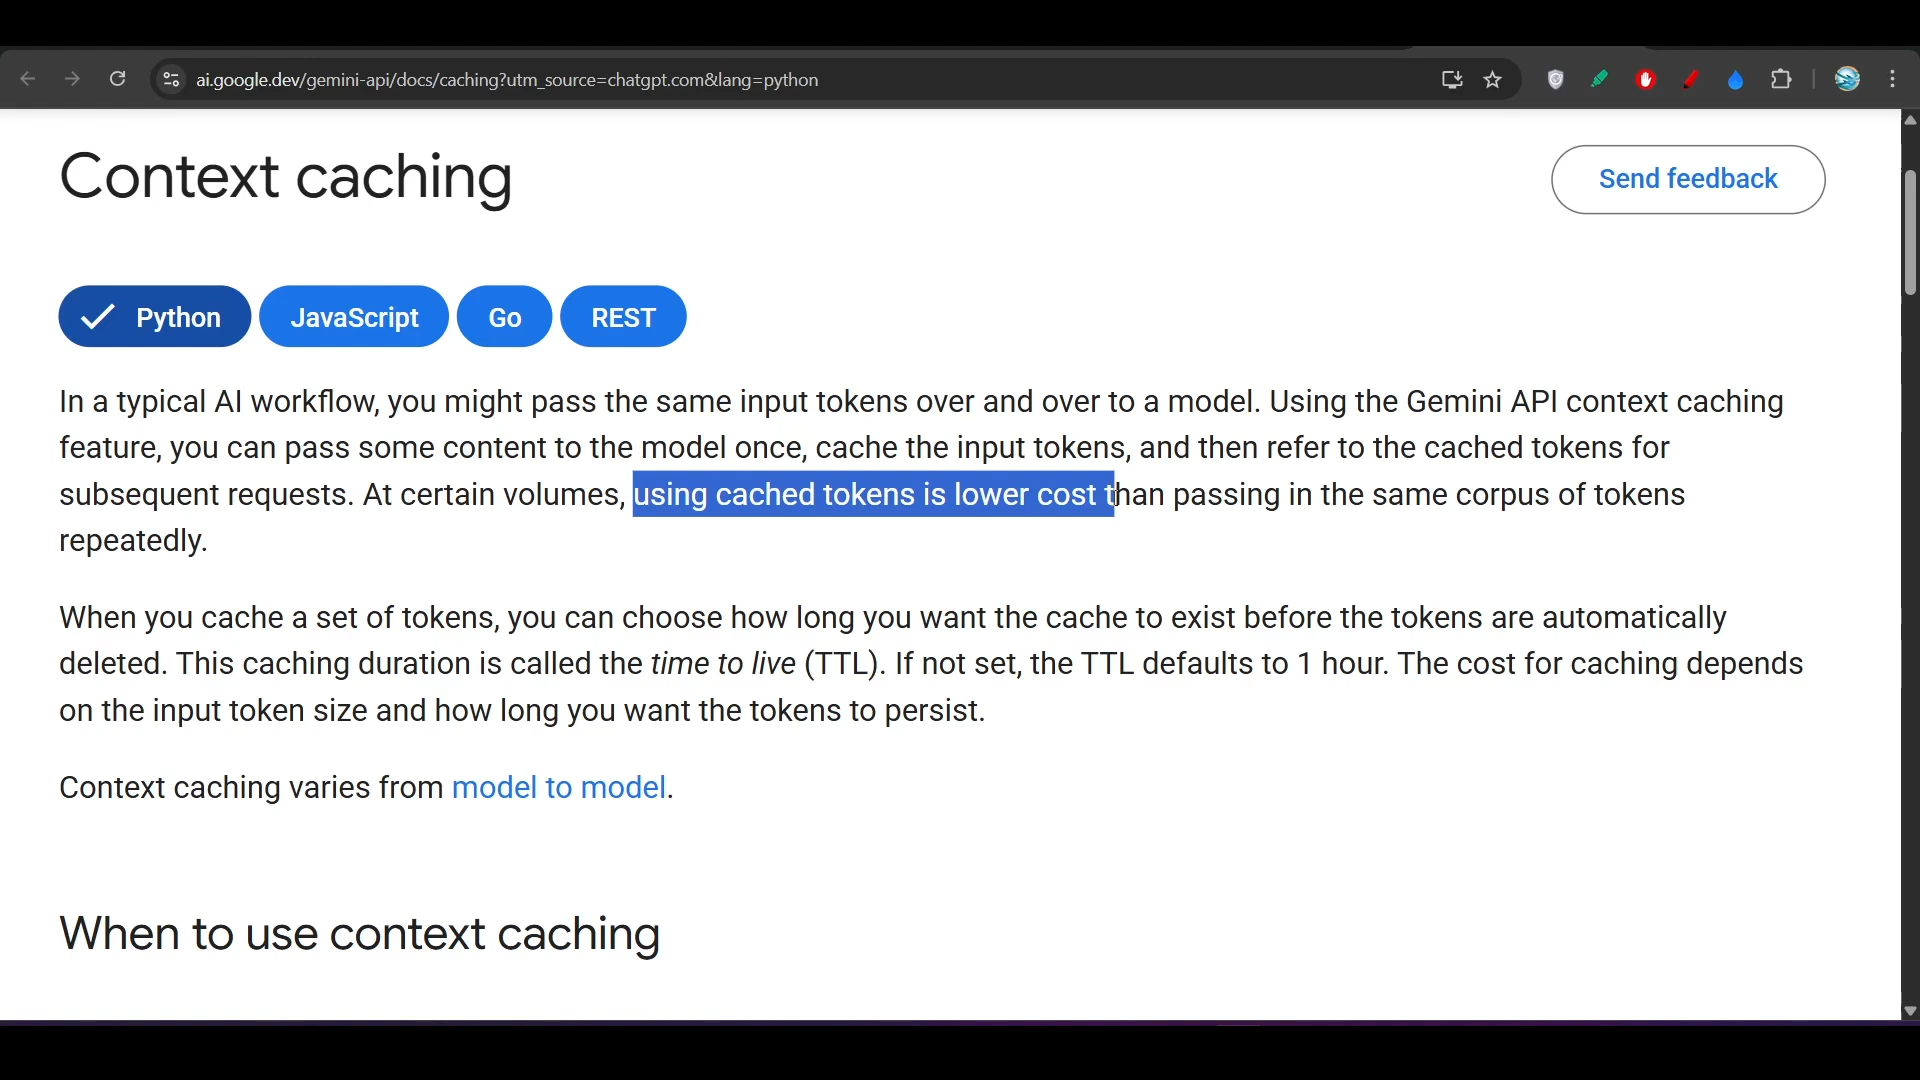 ai.google.dev/gemini-api/docs/caching?utm_source=chatgpt.com&lang=python
Context caching
Send feedback
Python JavaScript Go REST
In a typical AI workflow, you might pass the same input tokens over and over to a model. Using the Gemini API context caching
feature, you can pass some content to the model once, cache the input tokens, and then refer to the cached tokens for
subsequent requests. At certain volumes, using cached tokens is lower cost than passing in the same corpus of tokens
repeatedly.
When you cache a set of tokens, you can choose how long you want the cache to exist before the tokens are automatically
deleted. This caching duration is called the time to live (TTL). If not set, the TTL defaults to 1 hour. The cost for caching depends
on the input token size and how long you want the tokens to persist.
Context caching varies from model to model.
When to use context caching